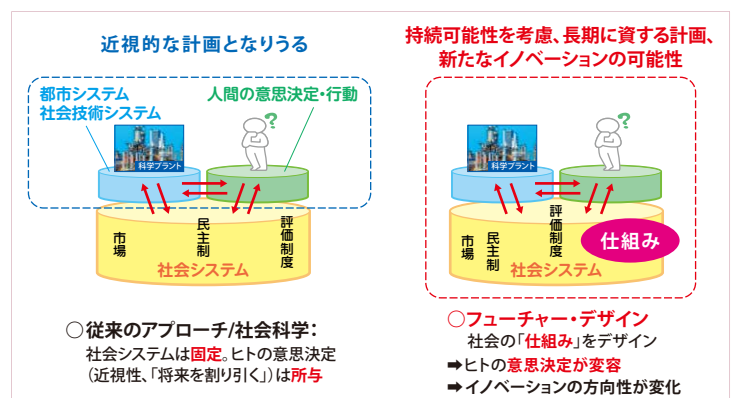 近視的な計画となりうる
都市システム
社会技術システム
人間の意思決定・行動
?
科学プラント
市場
民主制
評価制度
社会システム
○従来のアプローチ/社会科学：
社会システムは固定。ヒトの意思決定
（近視性、「将来を割り引く」）は所与
持続可能性を考慮、長期に資する計画、
新たなイノベーションの可能性
?
科学プラント
市場
民主制
評価制度
仕組み
社会システム
○フューチャー・デザイン
社会の「仕組み」をデザイン
➡ヒトの意思決定が変容
➡イノベーションの方向性が変化